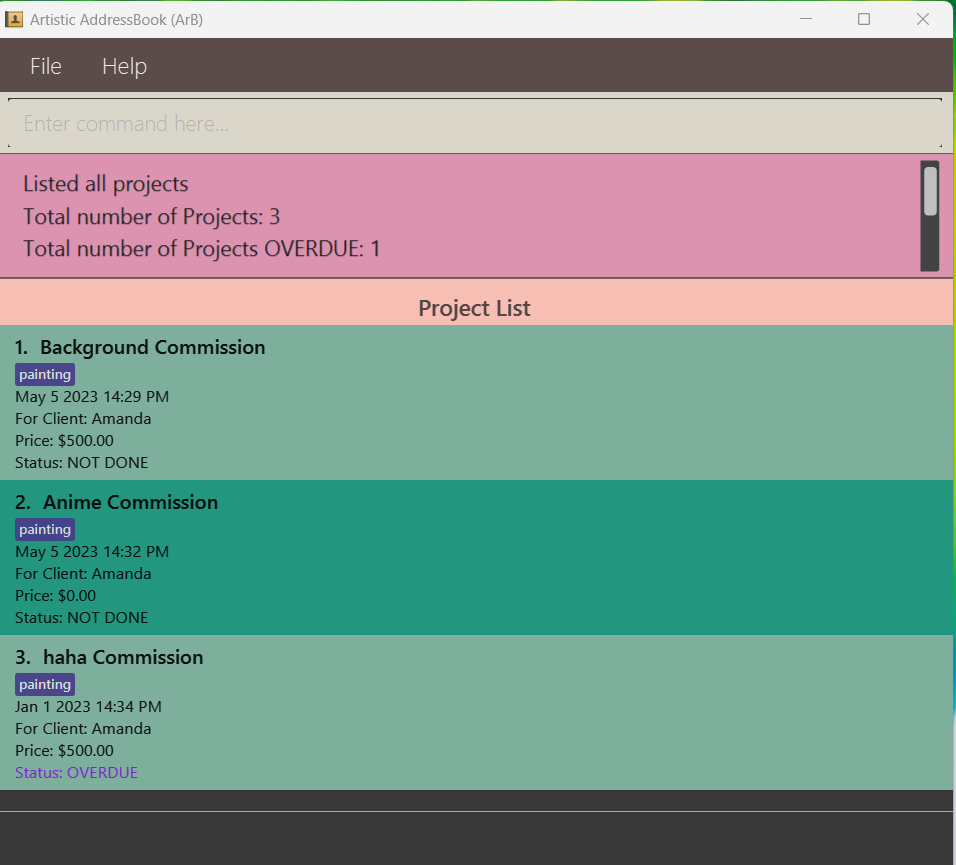 Artistic AddressBook (ArB)
File Help
Enter command here...
Listed all projects
Total number of Projects: 3
Total number of Projects OVERDUE: 1
Project List
1. Background Commission
painting
May 5 2023 14:29 PM
For Client: Amanda
Price: $500.00
Status: NOT DONE
2. Anime Commission
painting
May 5 2023 14:32 PM
For Client: Amanda
Price: $0.00
Status: NOT DONE
3. haha Commission
painting
Jan 1 2023 14:34 PM
For Client: Amanda
Price: $500.00
Status: OVERDUE